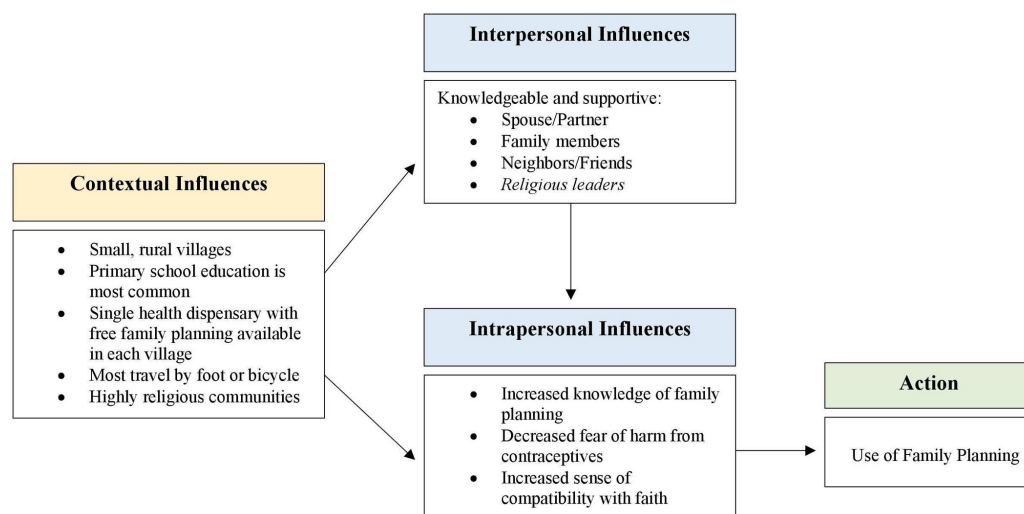 Interpersonal Influences
Knowledgeable and supportive:
• Spouse/Partner
• Family members
• Neighbors/Friends
• Religious leaders
Contextual Influences
• Small, rural villages
• Primary school education is
most common
• Single health dispensary with
free family planning available
in each village
• Most travel by foot or bicycle
• Highly religious communities
Intrapersonal Influences
• Increased knowledge of family
planning
• Decreased fear of harm from
contraceptives
• Increased sense of
compatibility with faith
Action
Use of Family Planning